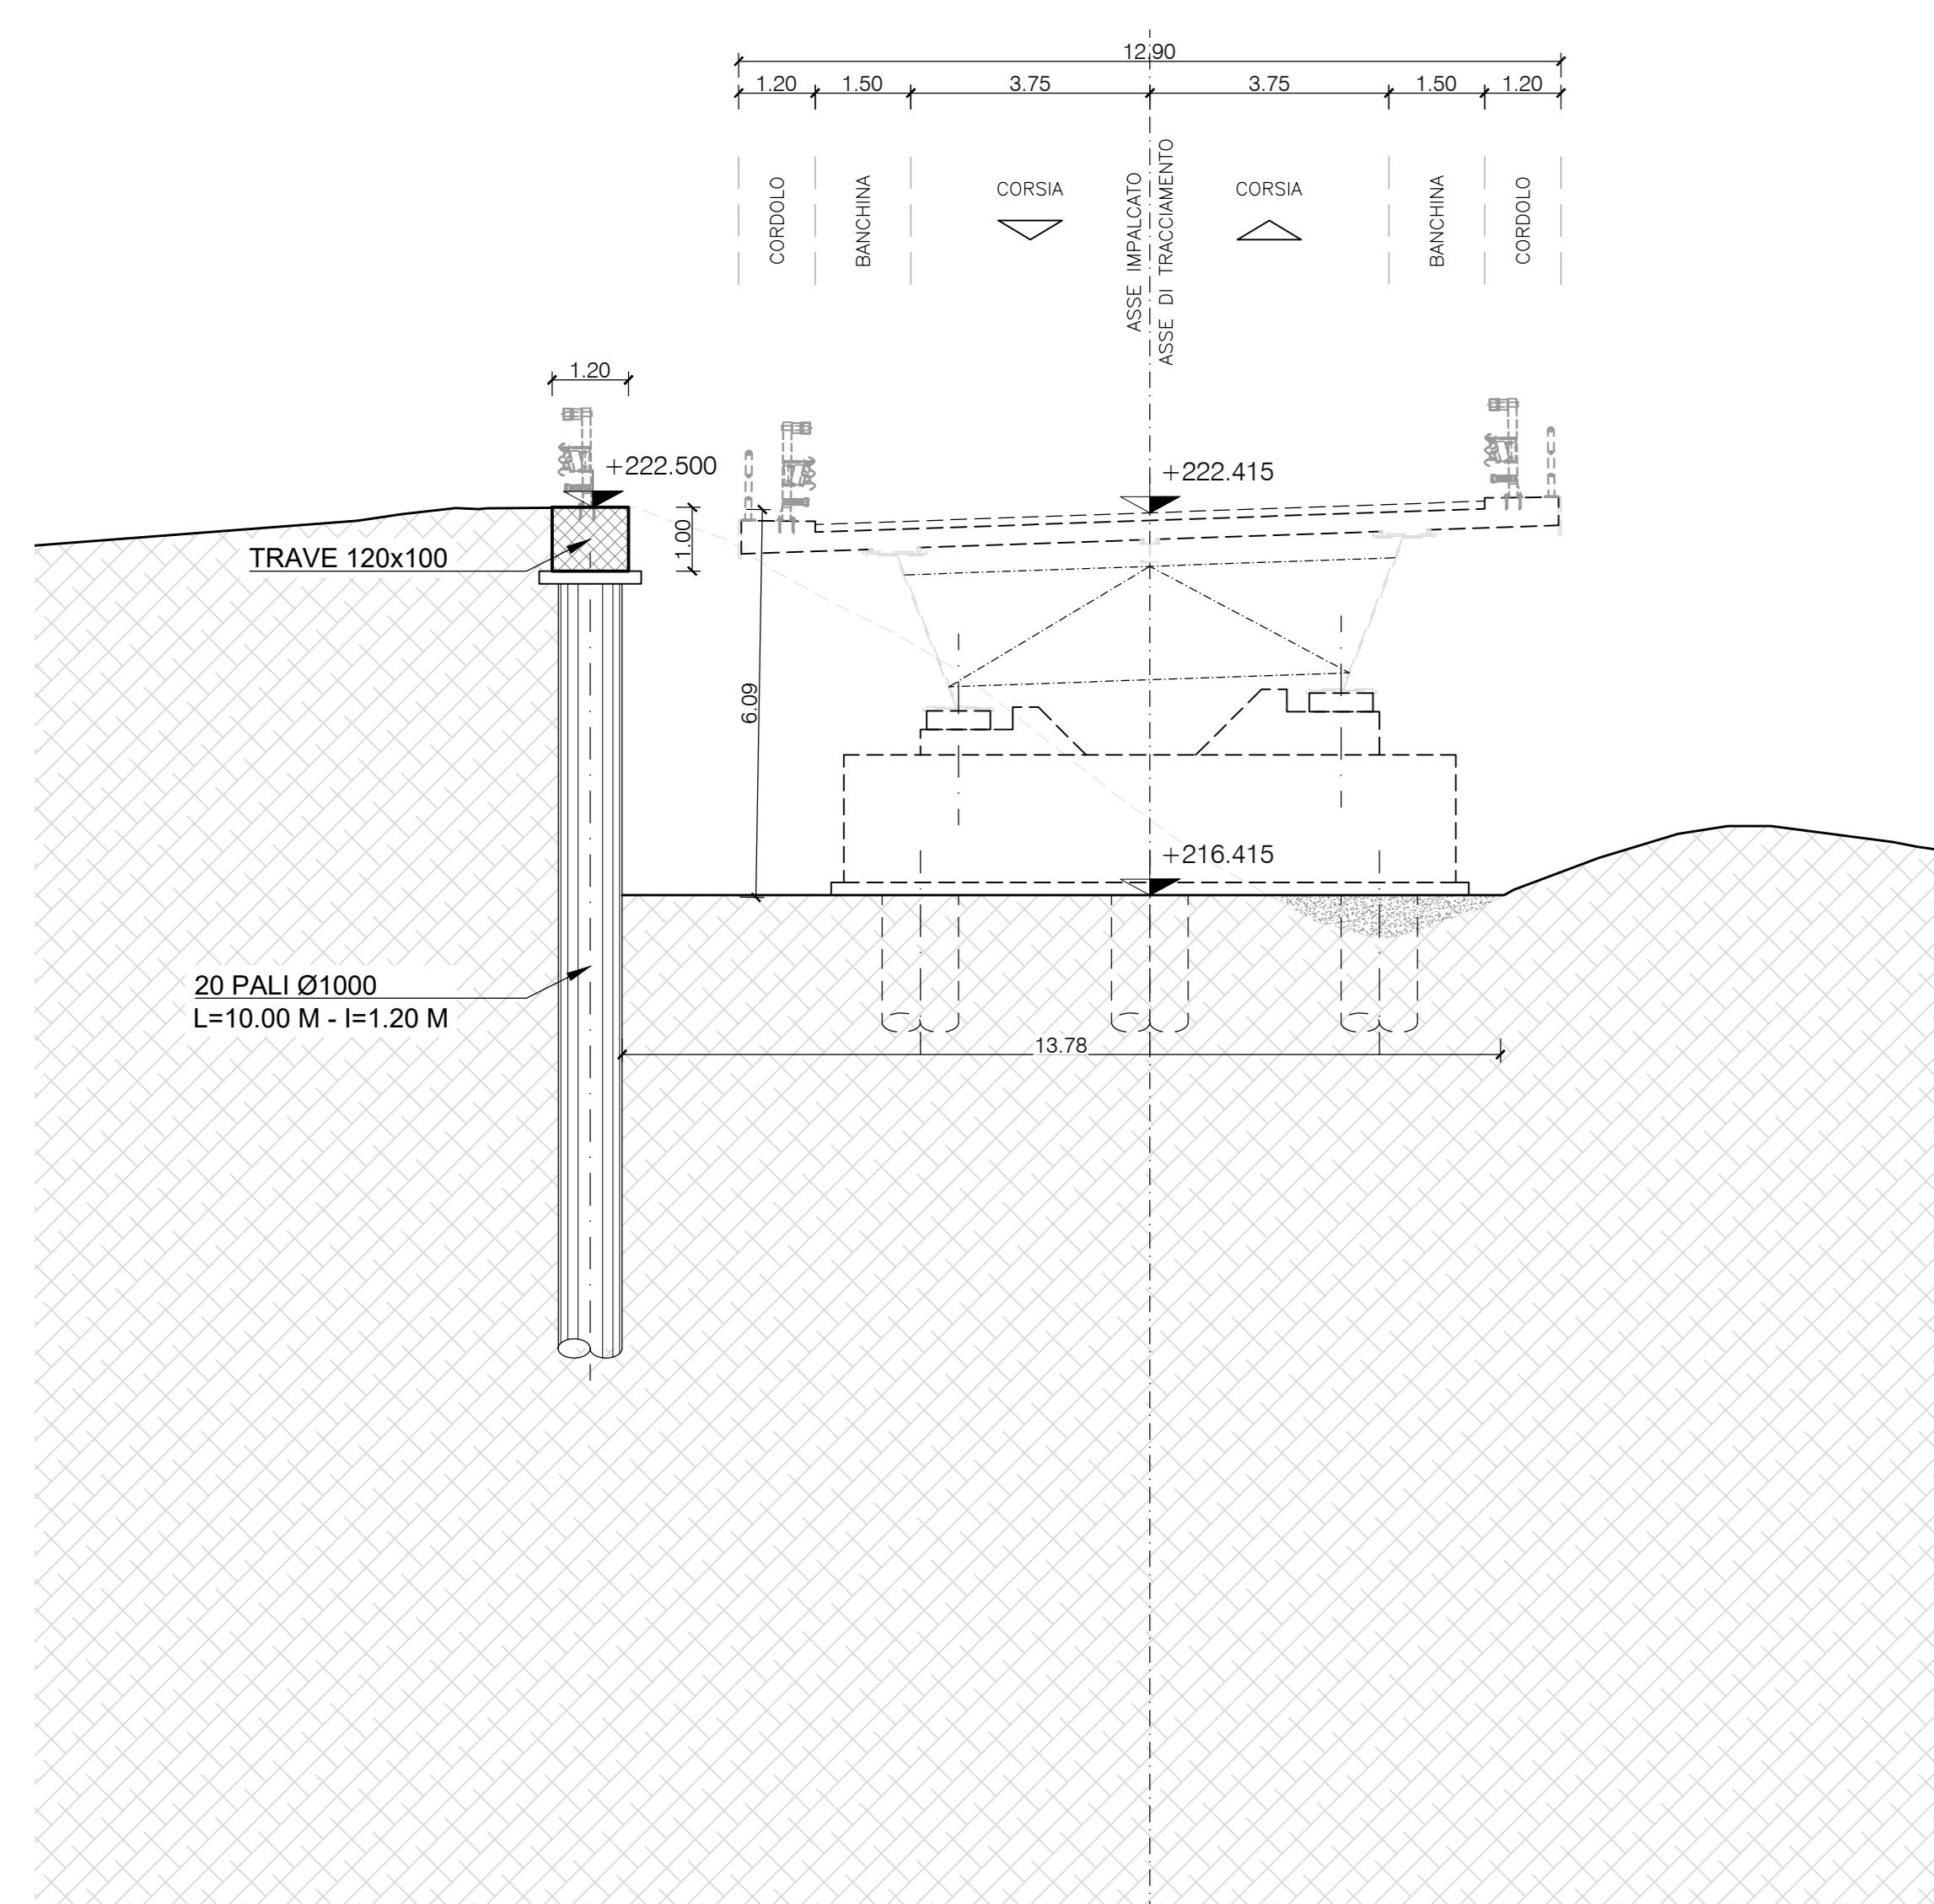 12.90
1.20 1.50 3.75 3.75 1.50 1.20
CORDOLO
BANCHINA
CORSIA
ASSE IMPALCATO
ASSE DI TRACCIAMENTO
CORSIA
BANCHINA
CORDOLO
1.20
+222.500
+222.415
1.00
TRAVE 120x100
6.09
+216.415
20 PALI Ø1000
L=10.00 M - I=1.20 M
13.78